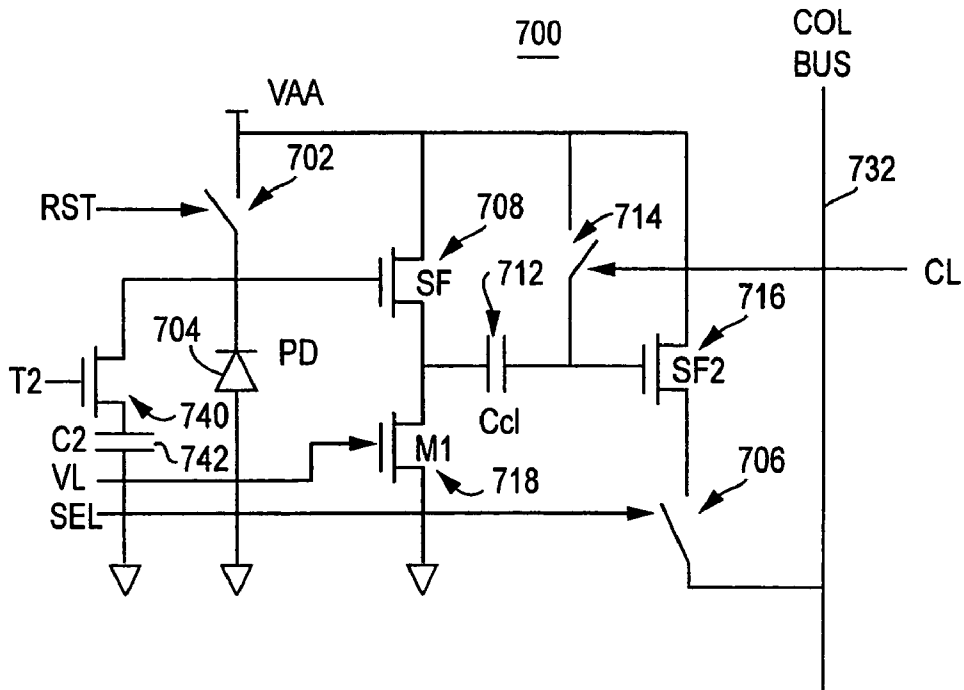 700
COL
BUS
VAA
702
RST
708
714
732
SF
712
CL
704
PD
716
SF2
T2
740
Ccl
C2
742
M1
706
VL
718
SEL